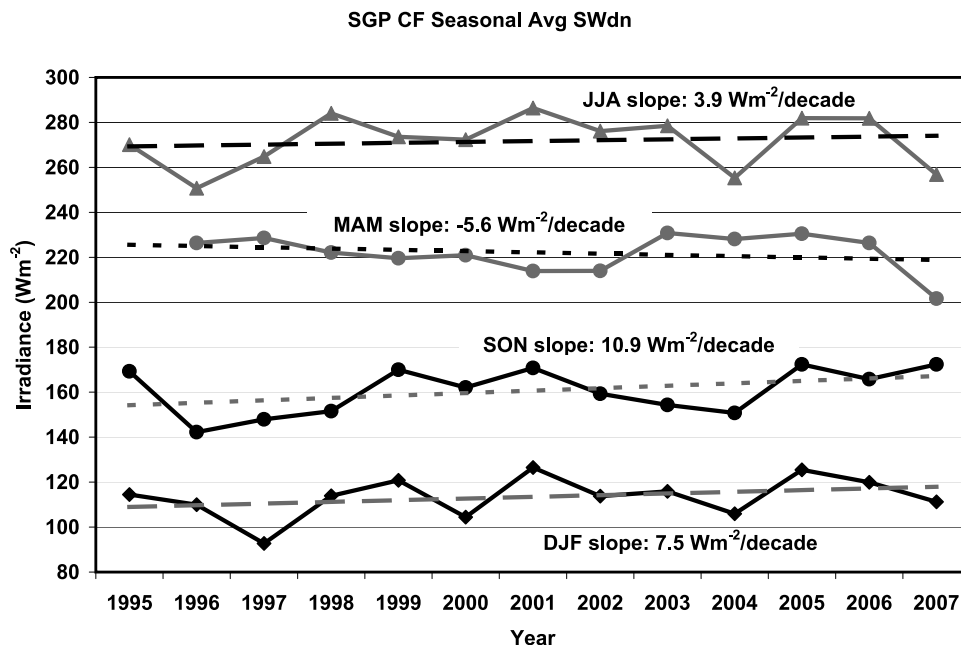 SGP CF Seasonal Avg SWdn
Irradiance (Wm⁻²)
300
280
260
240
220
200
180
160
140
120
100
80
JJA slope: 3.9 Wm⁻²/decade
MAM slope: -5.6 Wm⁻²/decade
SON slope: 10.9 Wm⁻²/decade
DJF slope: 7.5 Wm⁻²/decade
1995 1996 1997 1998 1999 2000 2001 2002 2003 2004 2005 2006 2007
Year